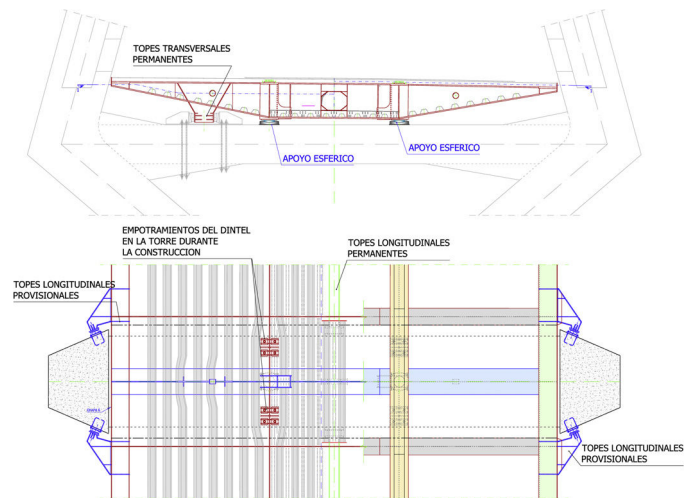 TOPES TRANSVERSALES
PERMANENTES
APOYO ESFERICO
APOYO ESFERICO
EMPOTRAMIENTOS DEL DINTEL
EN LA TORRE DURANTE
LA CONSTRUCCION
TOPES LONGITUDINALES
PERMANENTES
TOPES LONGITUDINALES
PROVISIONALES
TOPES LONGITUDINALES
PROVISIONALES